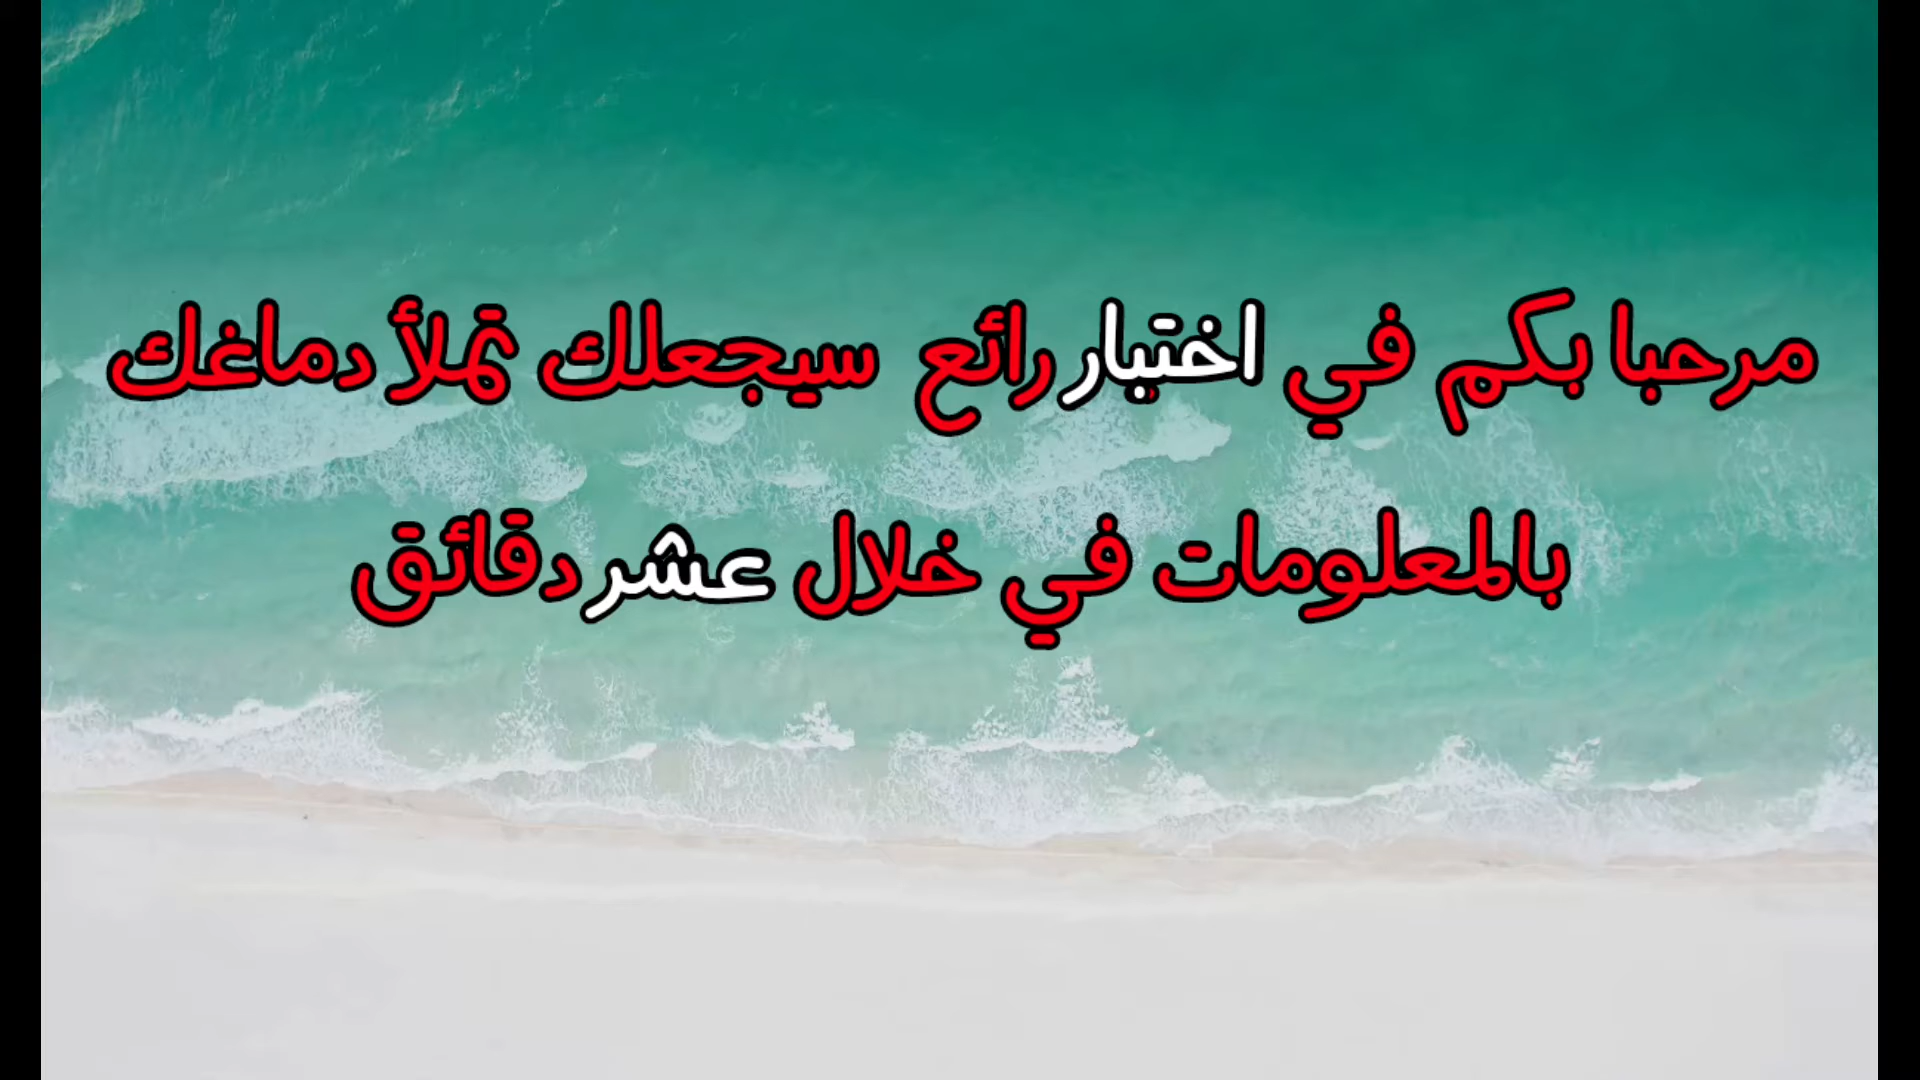 مرحبا بكم في اختبار رائع سيجعلك تملأ دماغك
بالمعلومات في خلال عشر دقائق